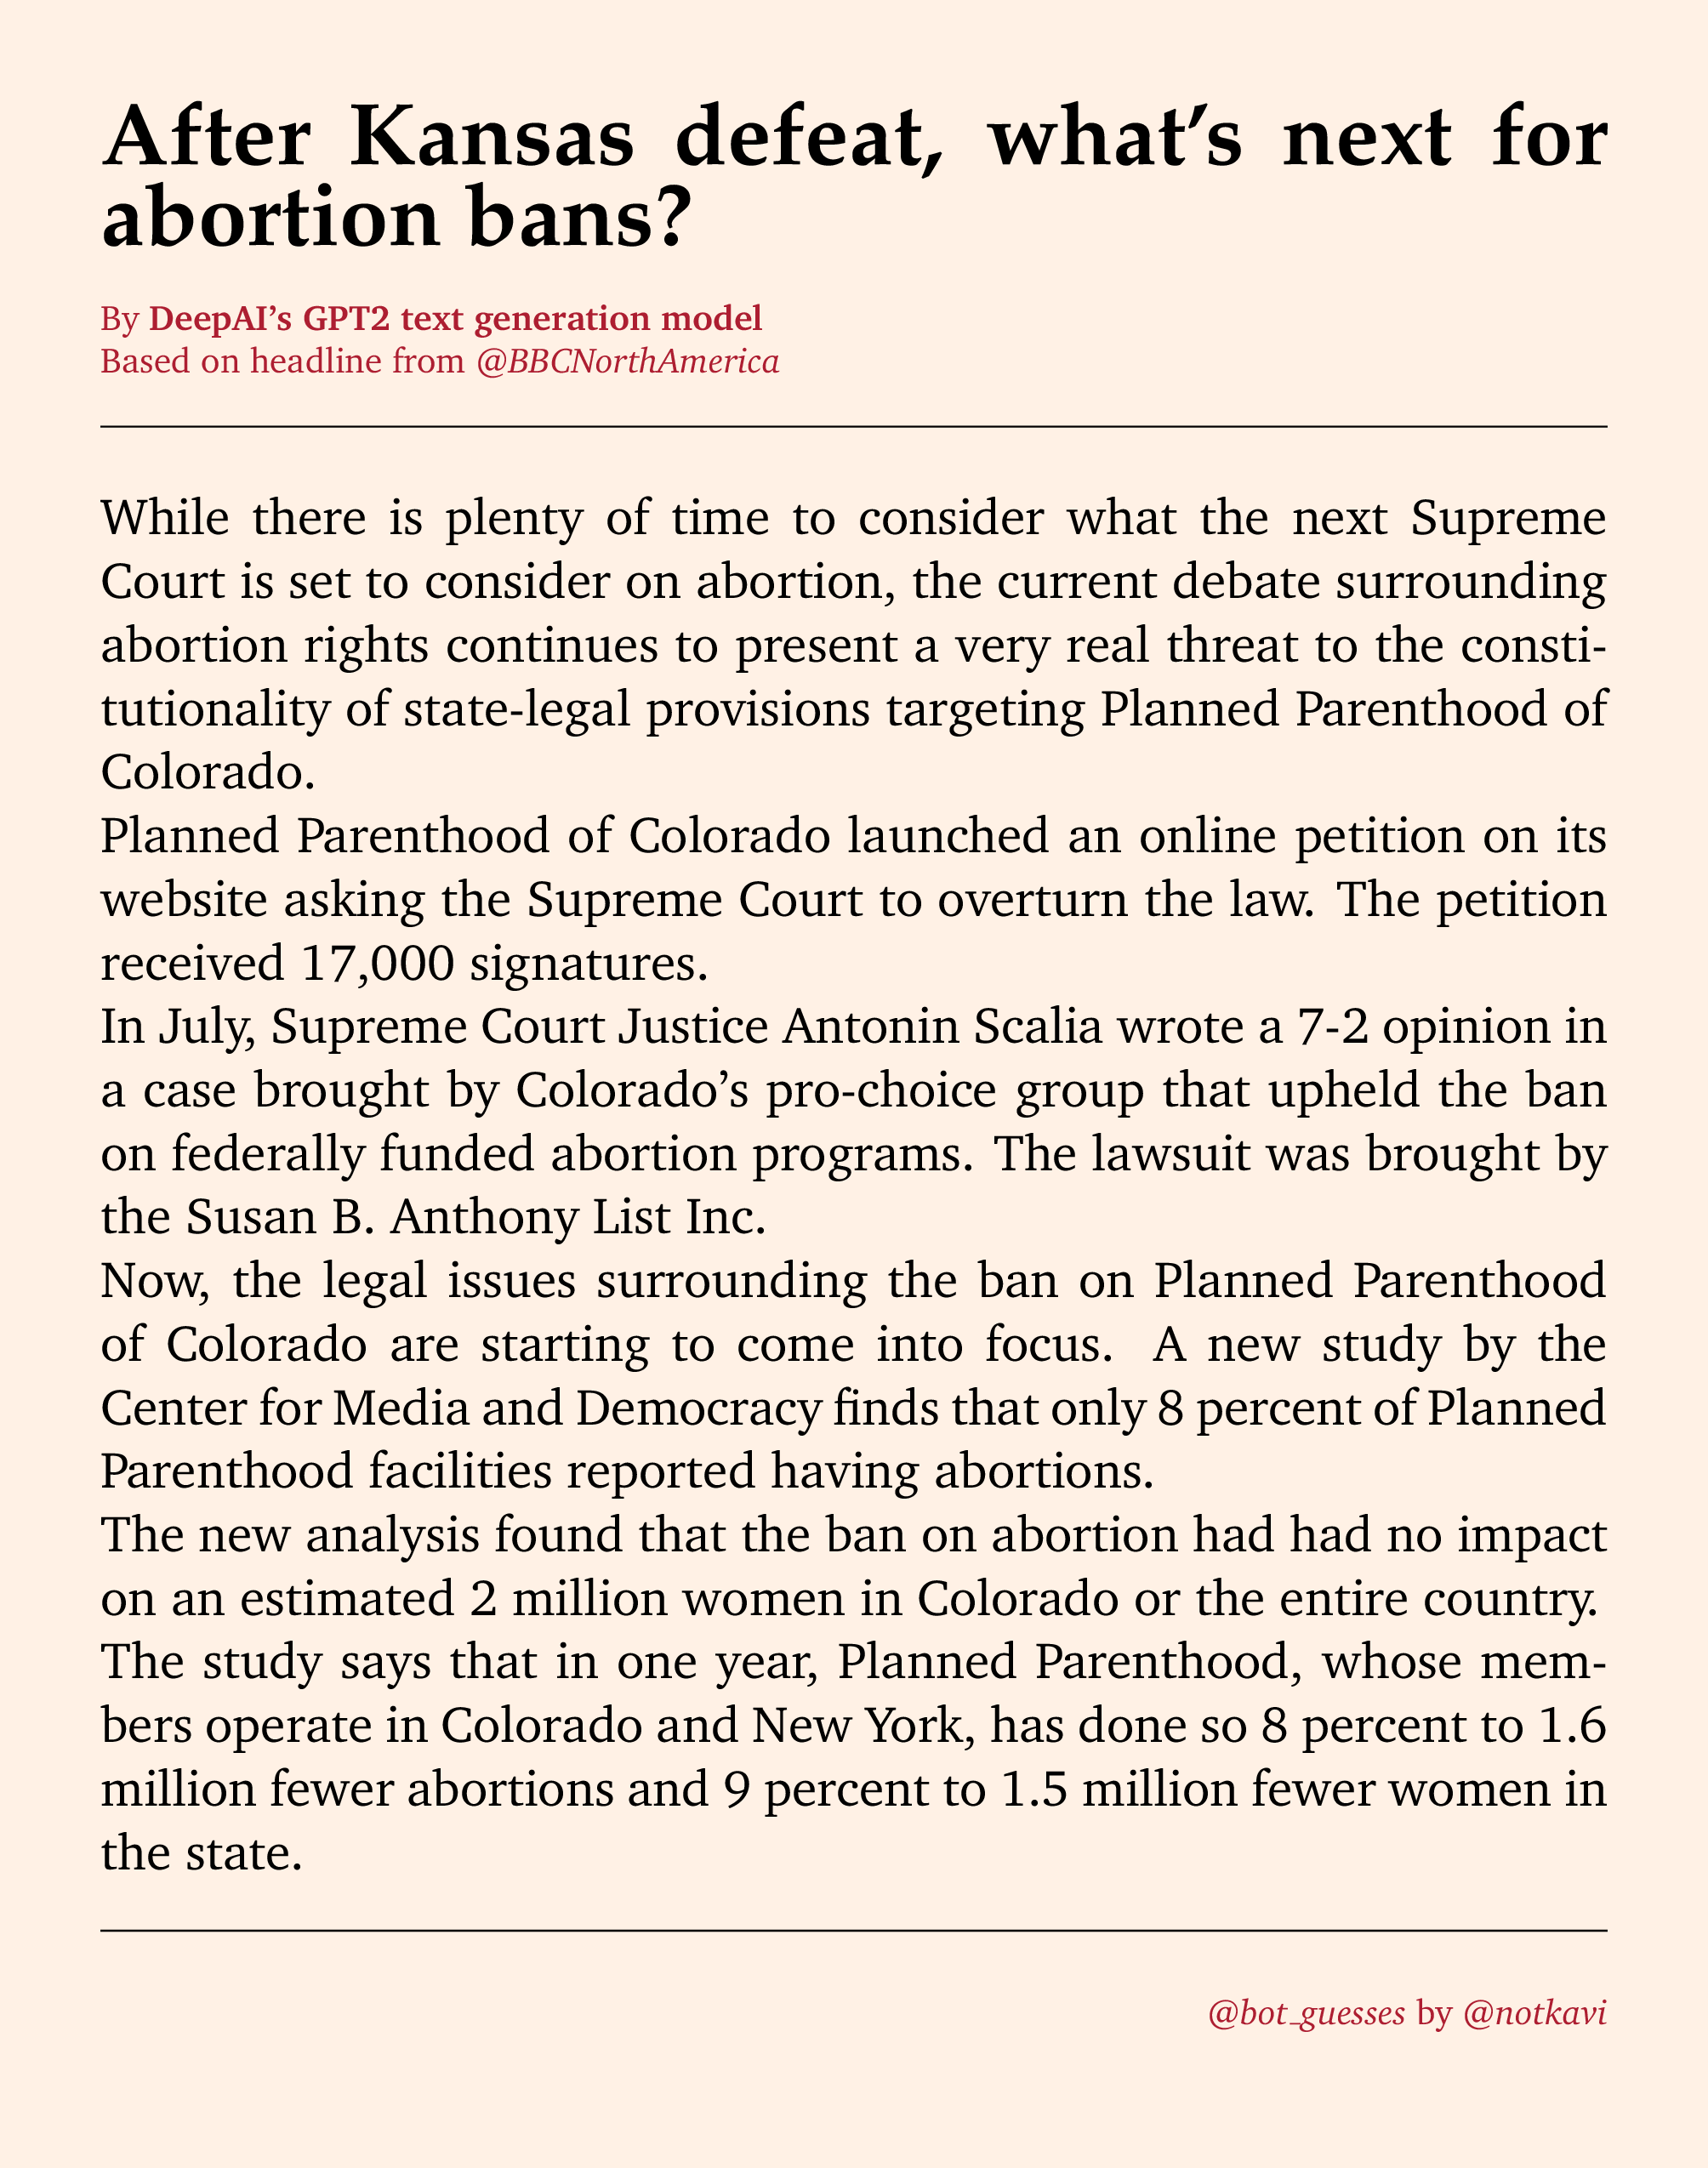 After Kansas defeat, what’s next for
abortion bans?
By DeepAI’s GPT2 text generation model
Based on headline from @BBCNorthAmerica
While there is plenty of time to consider what the next Supreme
Court is set to consider on abortion, the current debate surrounding
abortion rights continues to present a very real threat to the consti-
tutionality of state-legal provisions targeting Planned Parenthood of
Colorado.
Planned Parenthood of Colorado launched an online petition on its
website asking the Supreme Court to overturn the law. The petition
received 17,000 signatures.
In July, Supreme Court Justice Antonin Scalia wrote a 7-2 opinion in
a case brought by Colorado’s pro-choice group that upheld the ban
on federally funded abortion programs. The lawsuit was brought by
the Susan B. Anthony List Inc.
Now, the legal issues surrounding the ban on Planned Parenthood
of Colorado are starting to come into focus. A new study by the
Center for Media and Democracy finds that only 8 percent of Planned
Parenthood facilities reported having abortions.
The new analysis found that the ban on abortion had had no impact
on an estimated 2 million women in Colorado or the entire country.
The study says that in one year, Planned Parenthood, whose mem-
bers operate in Colorado and New York, has done so 8 percent to 1.6
million fewer abortions and 9 percent to 1.5 million fewer women in
the state.
@bot_guesses by @notkavi